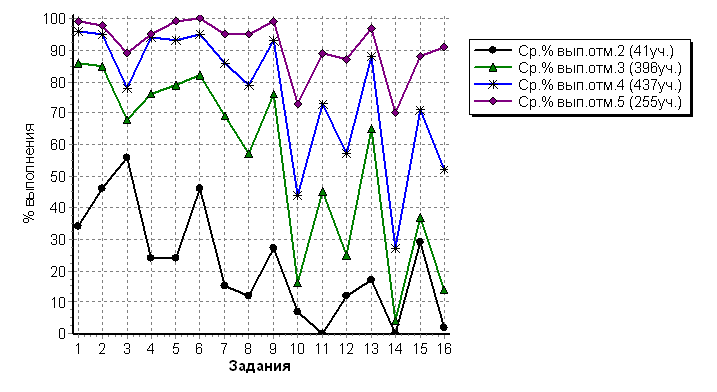 % выполнения
100
90
80
70
60
50
40
30
20
10
0
1 2 3 4 5 6 7 8 9 10 11 12 13 14 15 16
Задания
Ср.% вып.отм.2 (41уч.)
Ср.% вып.отм.3 (396уч.)
Ср.% вып.отм.4 (437уч.)
Ср.% вып.отм.5 (255уч.)